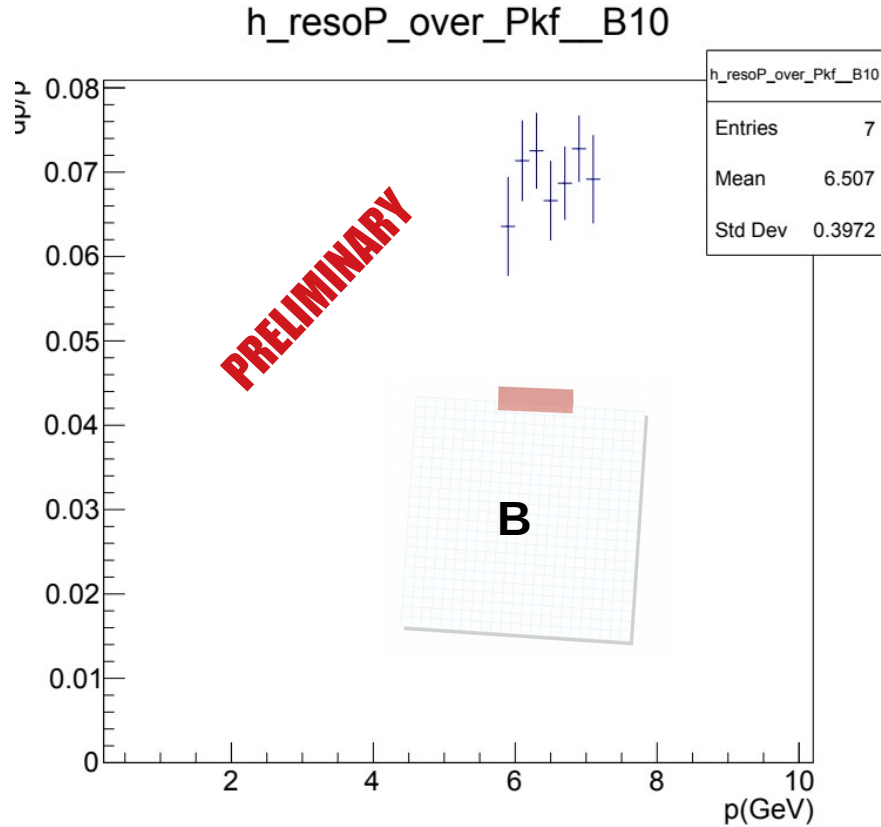 h_resoP_over_Pkf__B10
h_resoP_over_Pkf__B10
Entries 7
Mean 6.507
Std Dev 0.3972
dp/p
0.08
0.07
0.06
0.05
0.04
0.03
0.02
0.01
0
PRELIMINARY
B
2 4 6 8 10
p(GeV)